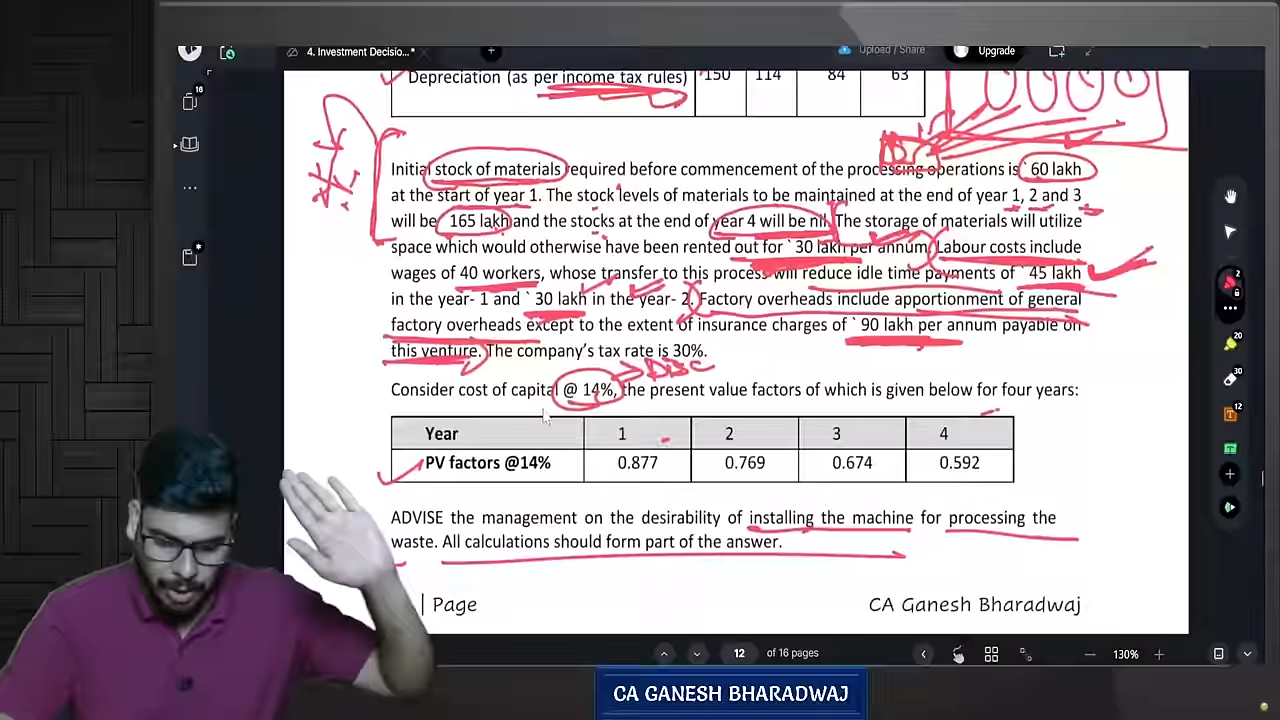 4. Investment Decisio...*
+
Upload / Share
Upgrade
16
Depreciation (as per income tax rules) 150 114 84 63
Initial stock of materials required before commencement of the processing operations is ` 60 lakh
at the start of year 1. The stock levels of materials to be maintained at the end of year 1, 2 and 3
will be ` 165 lakh and the stocks at the end of year 4 will be nil. The storage of materials will utilize
space which would otherwise have been rented out for ` 30 lakh per annum. Labour costs include
wages of 40 workers, whose transfer to this process will reduce idle time payments of ` 45 lakh
in the year- 1 and ` 30 lakh in the year- 2. Factory overheads include apportionment of general
factory overheads except to the extent of insurance charges of ` 90 lakh per annum payable on
this venture. The company's tax rate is 30%.
Disc
Consider cost of capital @ 14%, the present value factors of which is given below for four years:
Year 1 2 3 4
PV factors @14% 0.877 0.769 0.674 0.592
ADVISE the management on the desirability of installing the machine for processing the
waste. All calculations should form part of the answer.
| Page CA Ganesh Bharadwaj
12 of 16 pages
130%
2
20
30
12
CA GANESH BHARADWAJ